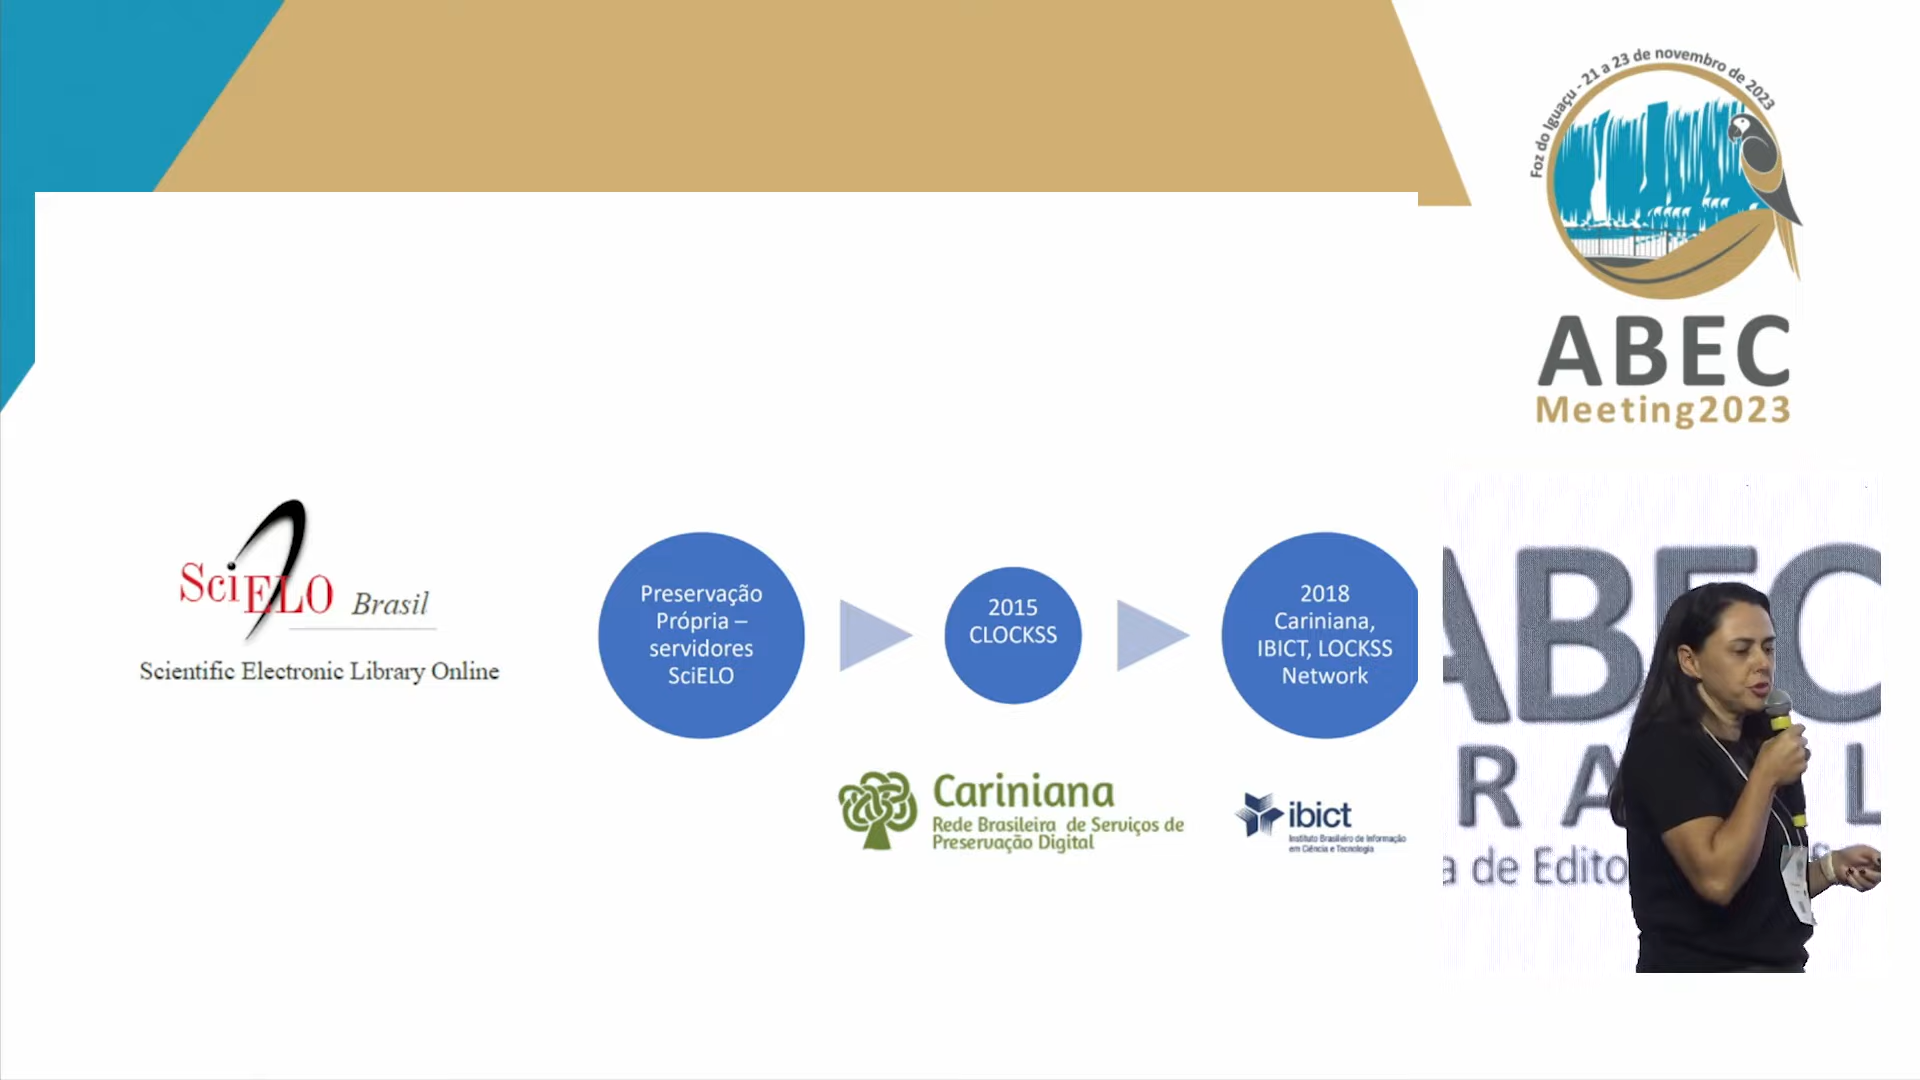 Foz do Iguaçu - 21 a 23 de novembro de 2023
ABEC
Meeting2023
SciELO Brasil
Scientific Electronic Library Online
Preservação
Própria –
servidores
SciELO
2015
CLOCKSS
2018
Cariniana,
IBICT, LOCKSS
Network
Cariniana
Rede Brasileira de Serviços de
Preservação Digital
ibict
Instituto Brasileiro de Informação
em Ciência e Tecnologia
ABEC
BRA L
a de Edito